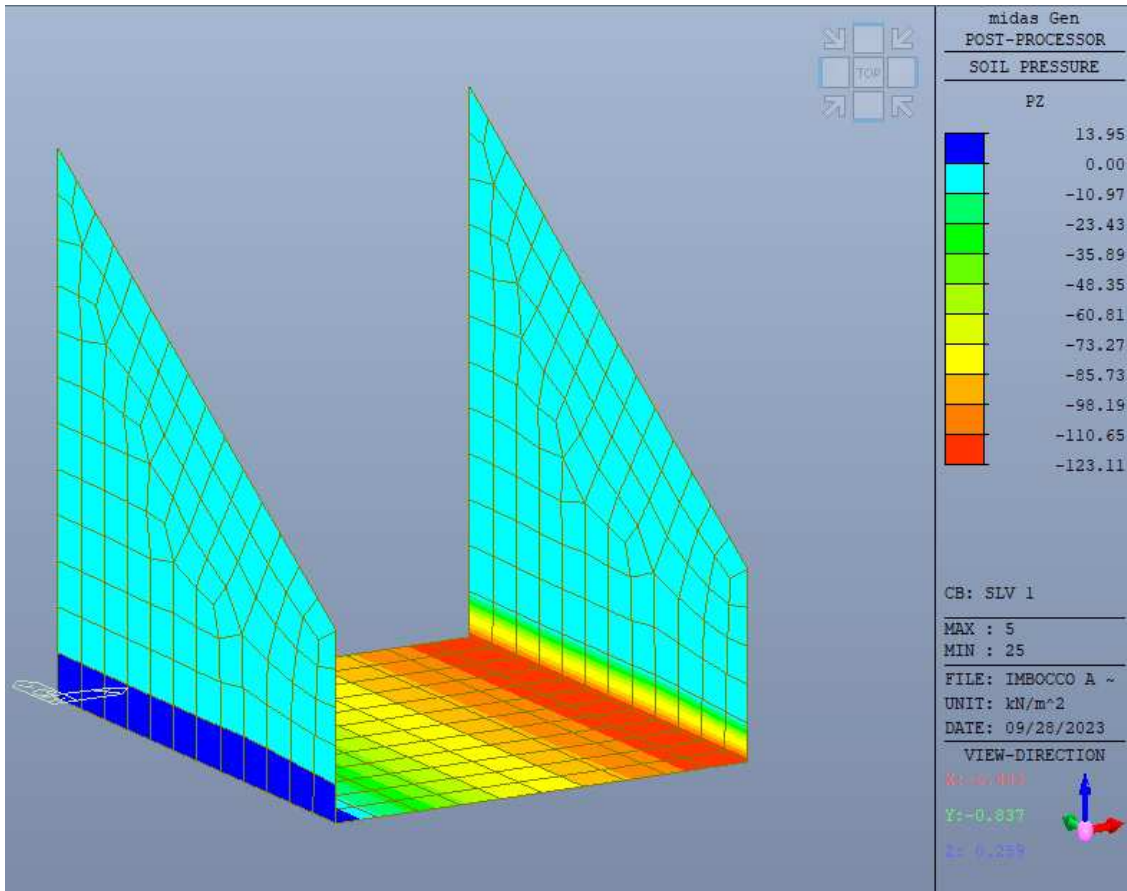 midas Gen
POST-PROCESSOR
SOIL PRESSURE
PZ
13.95
0.00
-10.97
-23.43
-35.89
-48.35
-60.81
-73.27
-85.73
-98.19
-110.65
-123.11
CB: SLV 1
MAX : 5
MIN : 25
FILE: IMBOCCO A ~
UNIT: kN/m^2
DATE: 09/28/2023
VIEW-DIRECTION
Y:-0.837
Z: 0.259
TOP